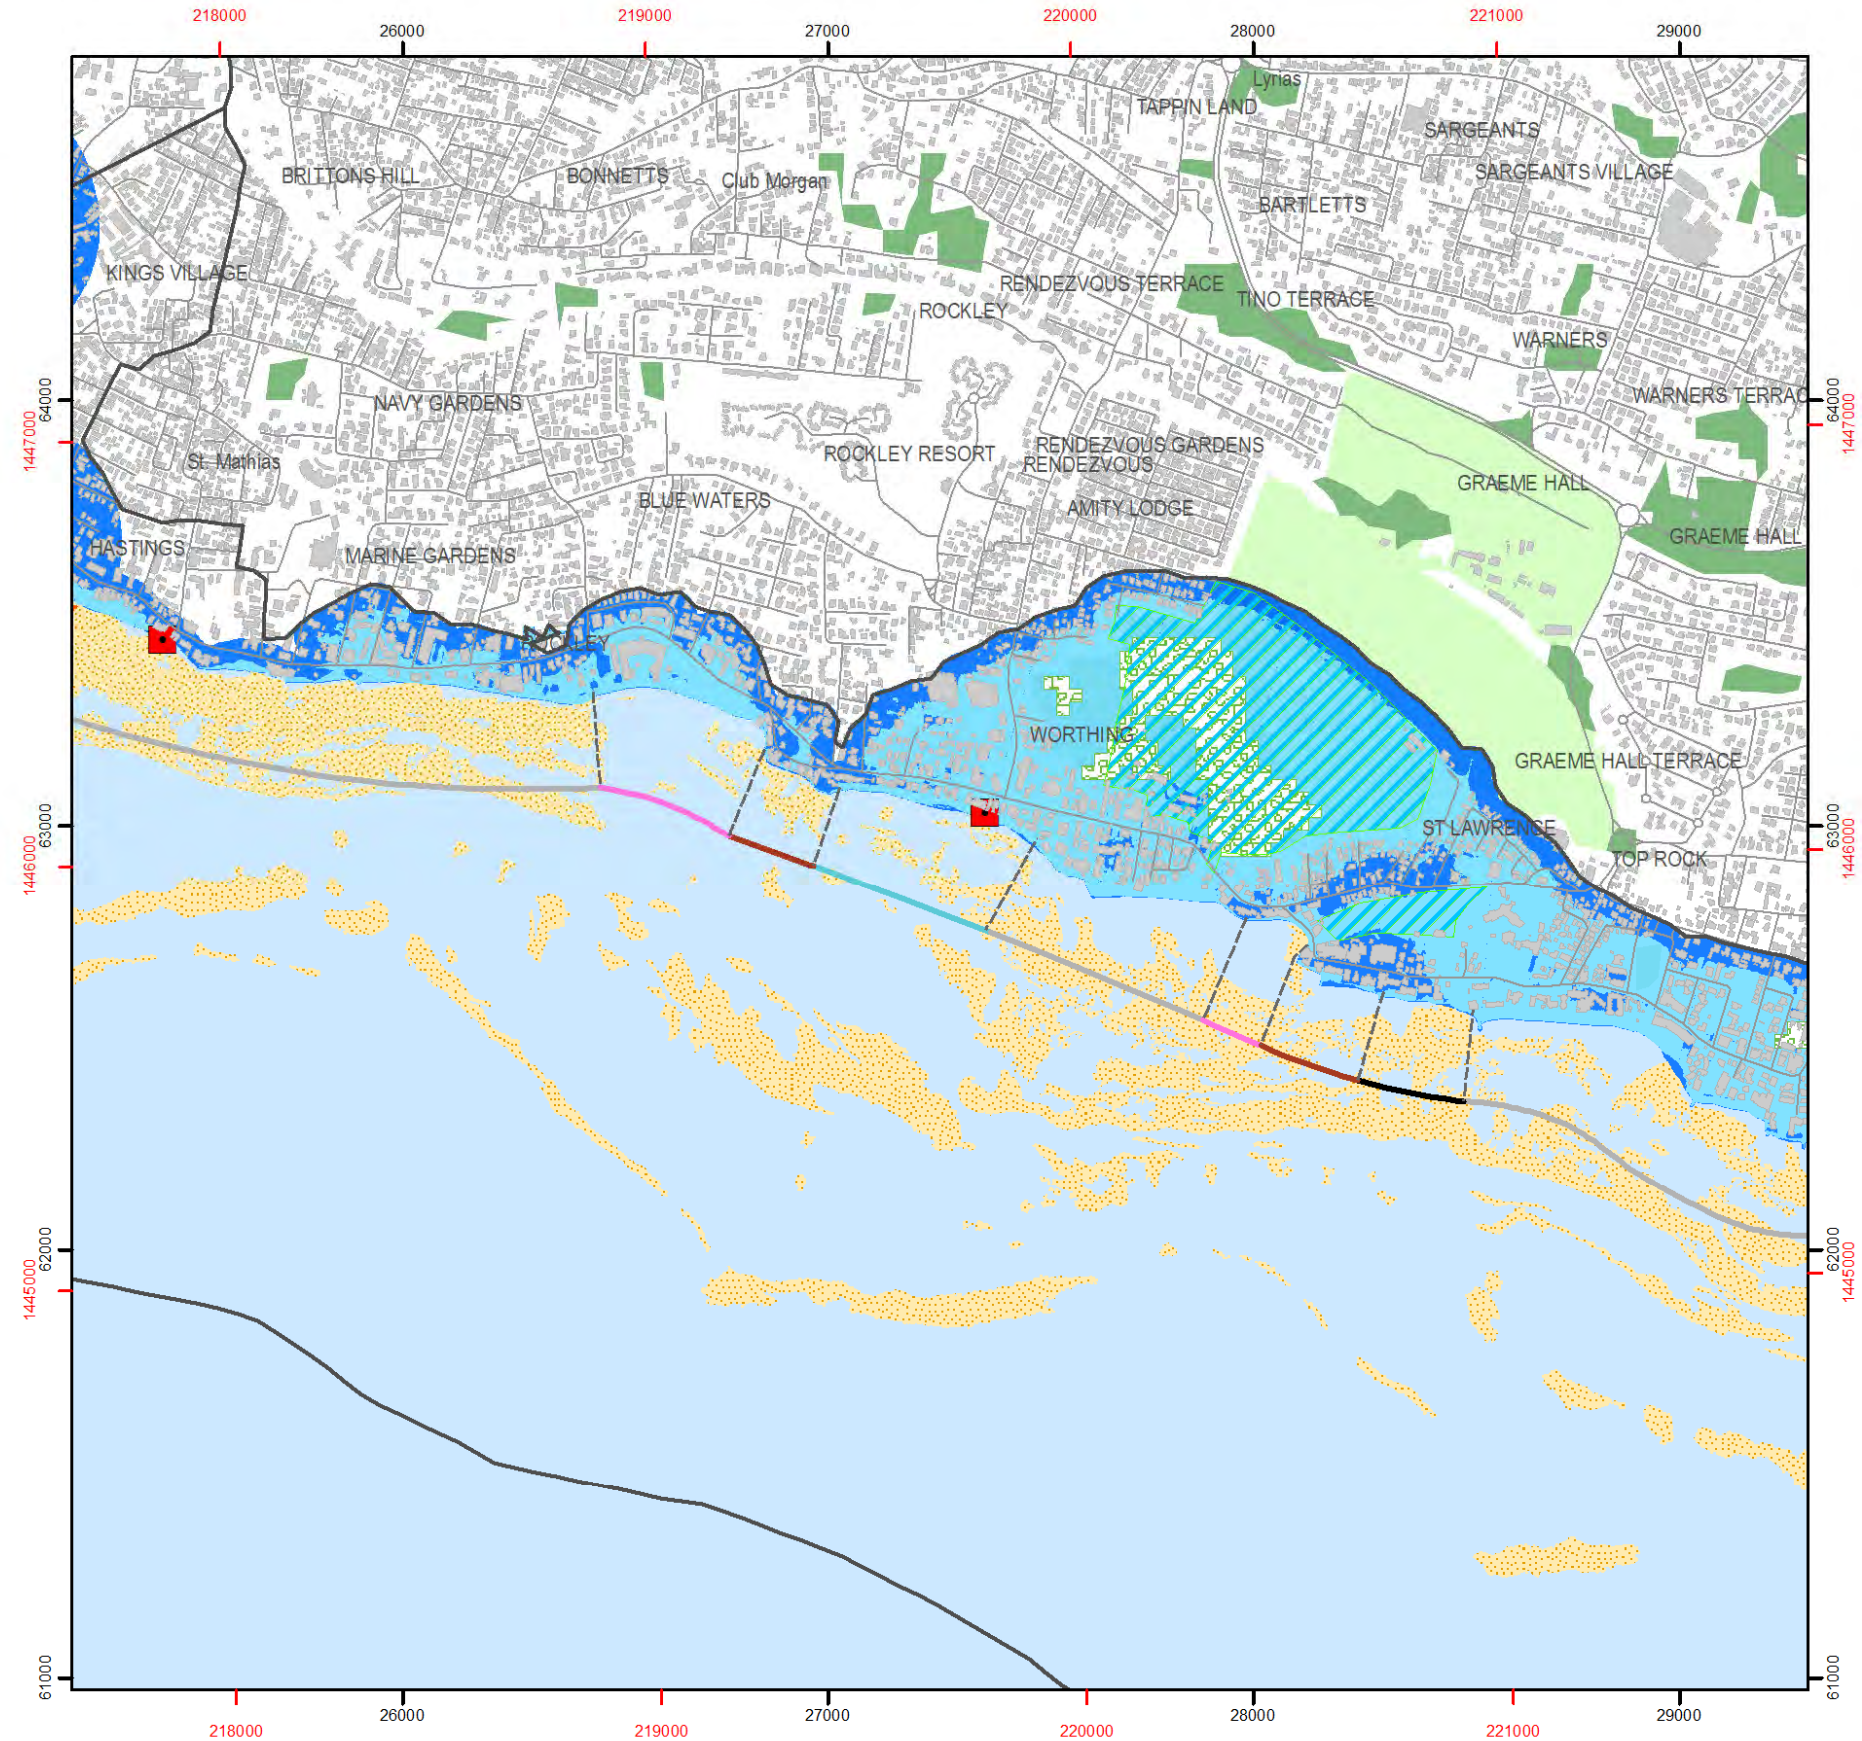 218000 219000 220000 221000
26000 27000 28000 29000
Lyrias
TAPPIN LAND
SARGEANTS
BRITTONS HILL BONNETTS Club Morgan SARGEANTS VILLAGE
BARTLETTS
KINGS VILLAGE
RENDEZVOUS TERRACE
TINO TERRACE
ROCKLEY
WARNERS
64000 NAVY GARDENS WARNERS TERRAC 64000
1447000 RENDEZVOUS GARDENS 1447000
ROCKLEY RESORT
St. Mathias RENDEZVOUS
GRAEME HALL
BLUE WATERS
AMITY LODGE
GRAEME HALL
HASTINGS
MARINE GARDENS
WORTHING
GRAEME HALL TERRACE
63000 ST LAWRENCE 63000
1446000 TOP ROCK 1446000
62000 62000
1445000 1445000
61000 61000
26000 27000 28000 29000
218000 219000 220000 221000